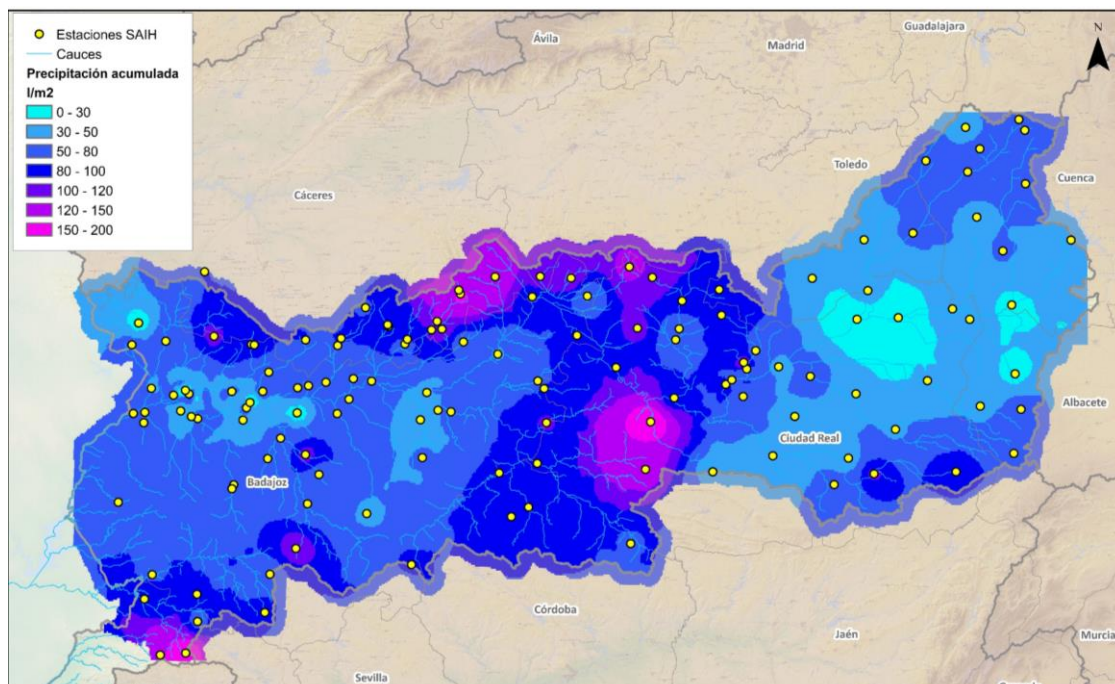 Estaciones SAIH
Cauces
Precipitación acumulada
l/m2
0 - 30
30 - 50
50 - 80
80 - 100
100 - 120
120 - 150
150 - 200
Ávila
Guadalajara
Madrid
N
Toledo
Cuenca
Cáceres
Albacete
Ciudad Real
Badajoz
Córdoba
Jaén
Murcia
Sevilla